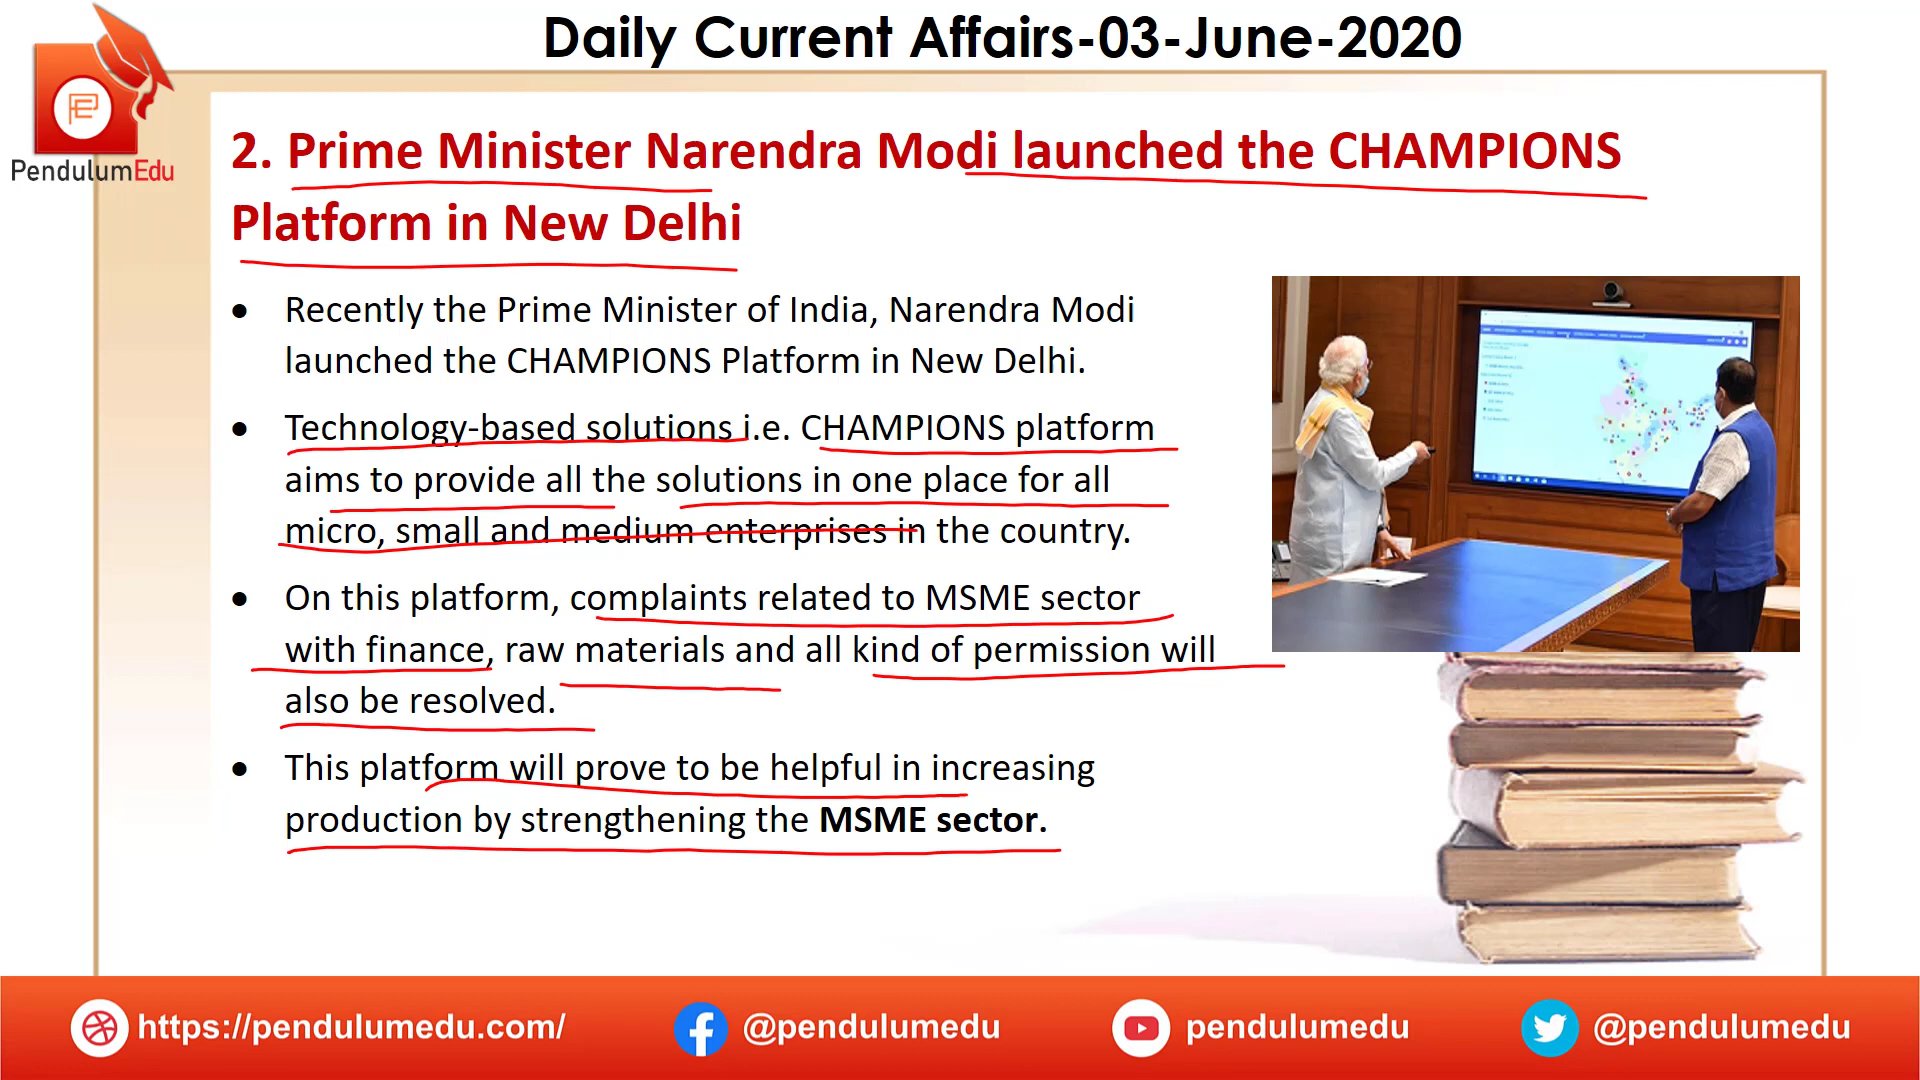 Daily Current Affairs-03-June-2020
PendulumEdu
2. Prime Minister Narendra Modi launched the CHAMPIONS
Platform in New Delhi
• Recently the Prime Minister of India, Narendra Modi
launched the CHAMPIONS Platform in New Delhi.
• Technology-based solutions i.e. CHAMPIONS platform
aims to provide all the solutions in one place for all
micro, small and medium enterprises in the country.
• On this platform, complaints related to MSME sector
with finance, raw materials and all kind of permission will
also be resolved.
• This platform will prove to be helpful in increasing
production by strengthening the MSME sector.
https://pendulumedu.com/
@pendulumedu
pendulumedu
@pendulumedu